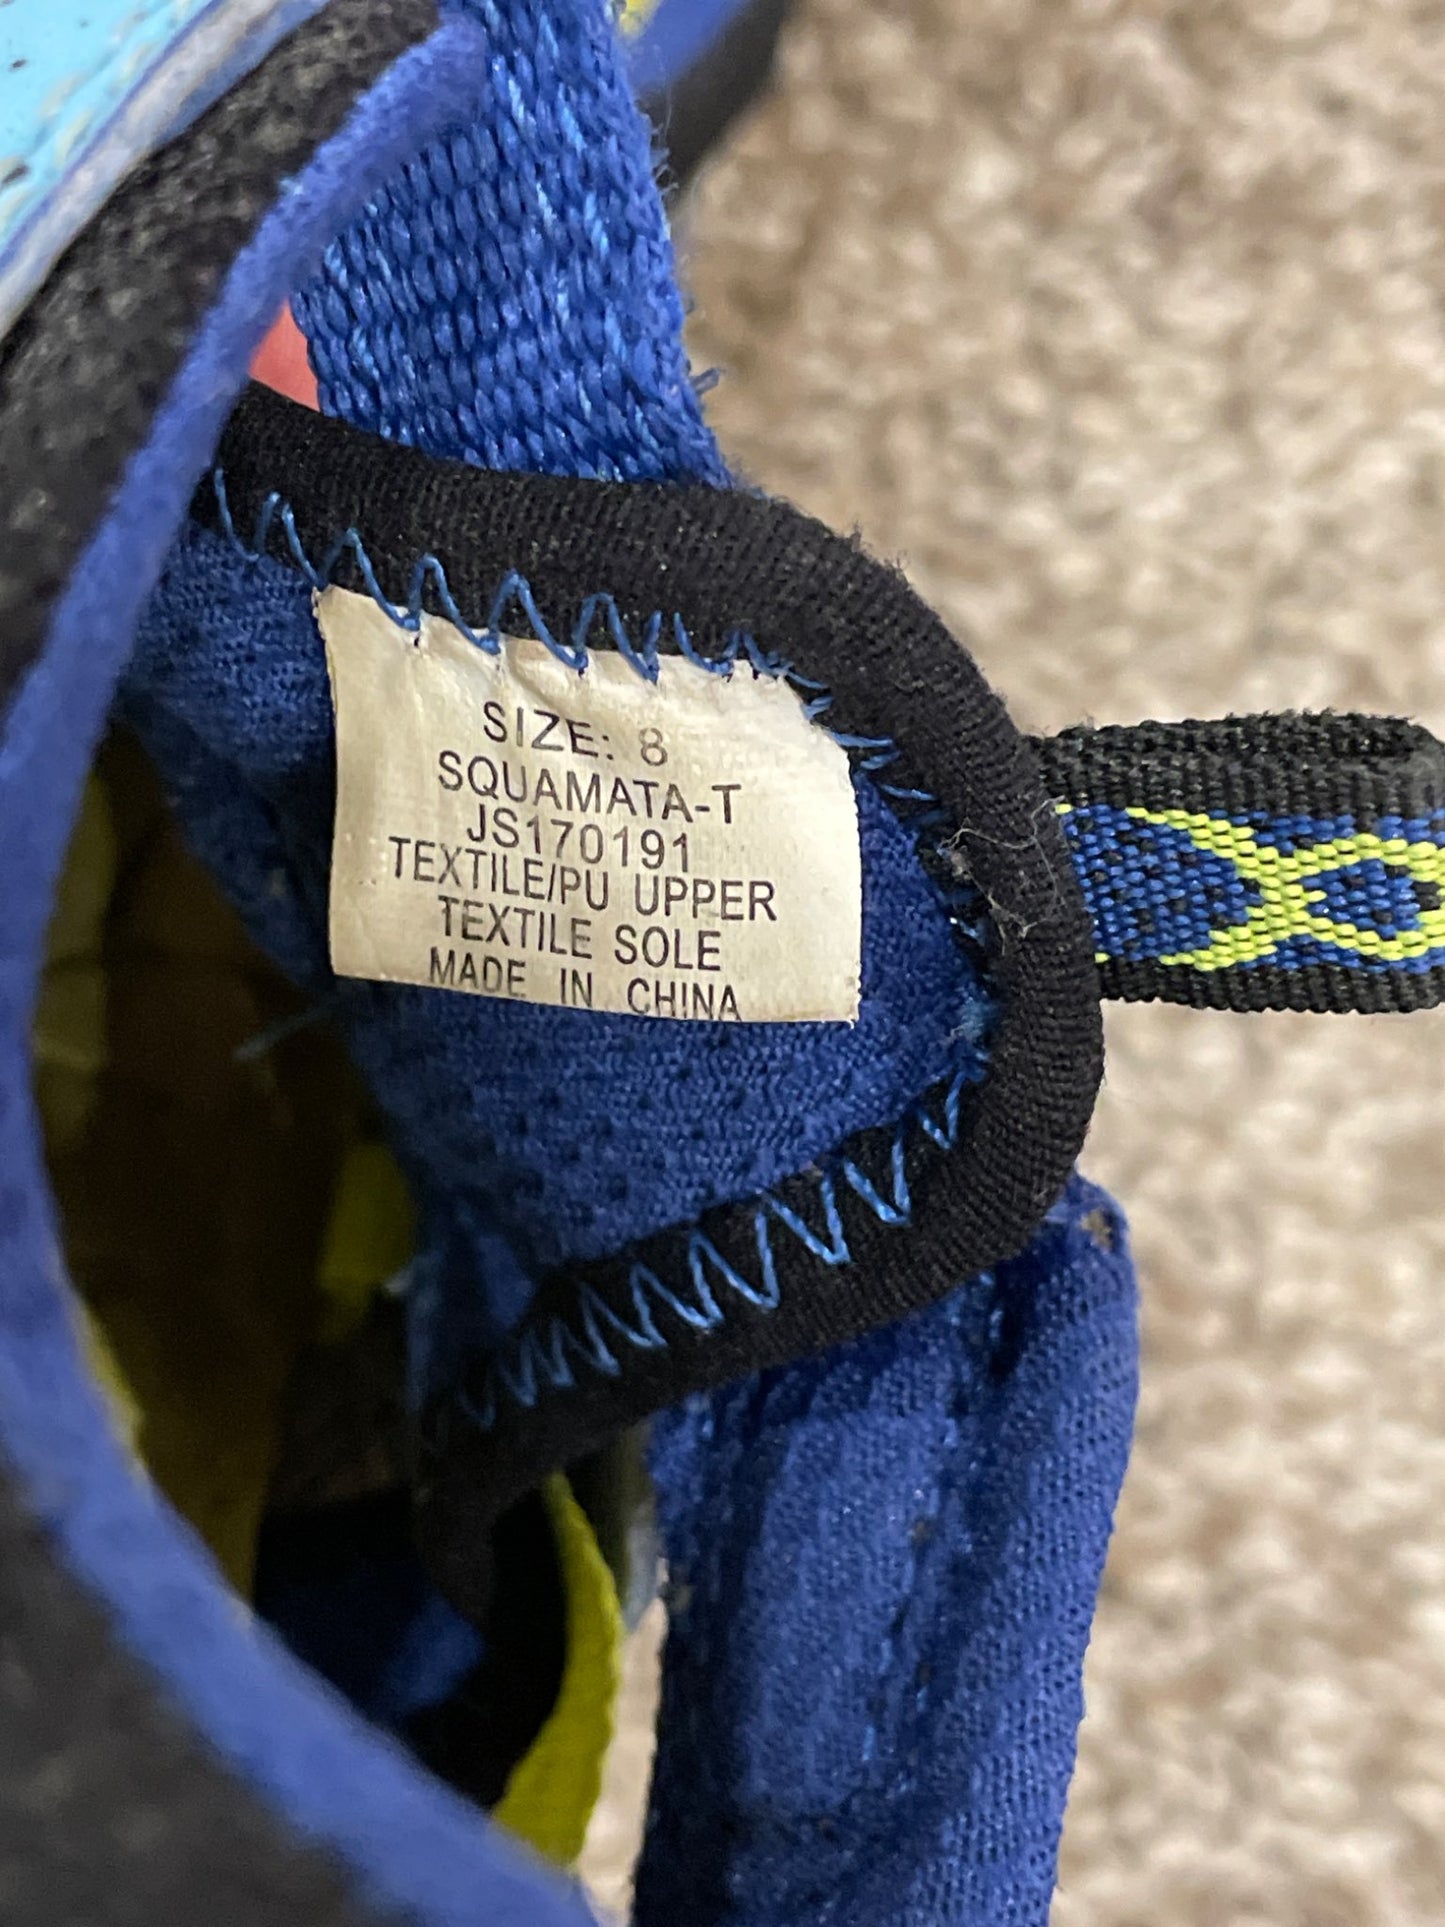 SIZE: 8
SQUAMATA-T
JS170191
TEXTILE/PU UPPER
TEXTILE SOLE
MADE IN CHINA